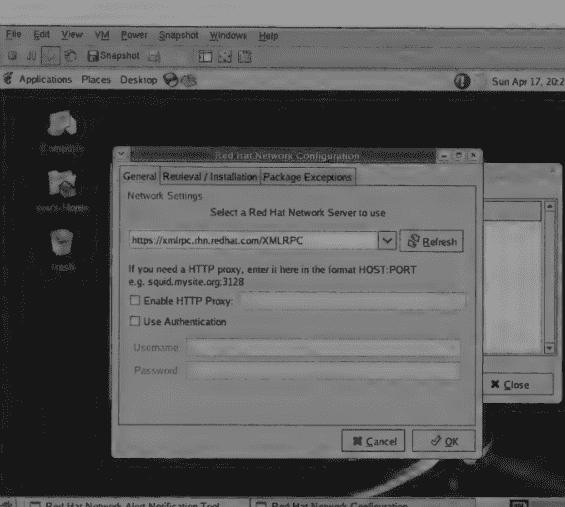 File Edit View VM Power Snapshot Windows Help
Snapshot
Applications Places Desktop Sun Apr 17, 20:2
Computer
Red Hat Network Configuration
General Retrieval / Installation Package Exceptions
Network Settings
Select a Red Hat Network Server to use
https://xmlrpc.rhn.redhat.com/XMLRPC Refresh
If you need a HTTP proxy, enter it here in the format HOST:PORT
e.g. squid.mysite.org:3128
Enable HTTP Proxy:
Use Authentication
Username
Password
Trash
Close
Cancel OK
Red Hat Network Alert Notification Tool Red Hat Network Configuration